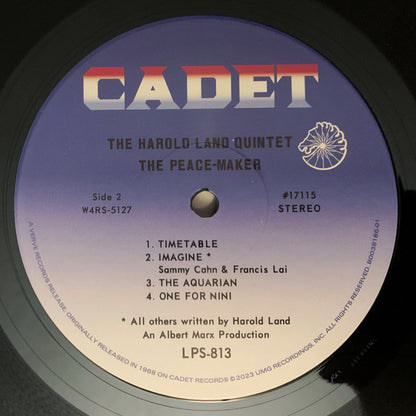 CADET
THE HAROLD LAND QUINTET
THE PEACE-MAKER
Side 2
W4RS-5127
#17115
STEREO
1. TIMETABLE
2. IMAGINE *
Sammy Cahn & Francis Lai
3. THE AQUARIAN
4. ONE FOR NINI
* All others written by Harold Land
An Albert Marx Production
LPS-813
A VERVE RECORDS RELEASE. ORIGINALLY RELEASED IN 1968 ON CADET RECORDS ℗©2023 UMG RECORDINGS, INC. ALL RIGHTS RESERVED. B0038186-01